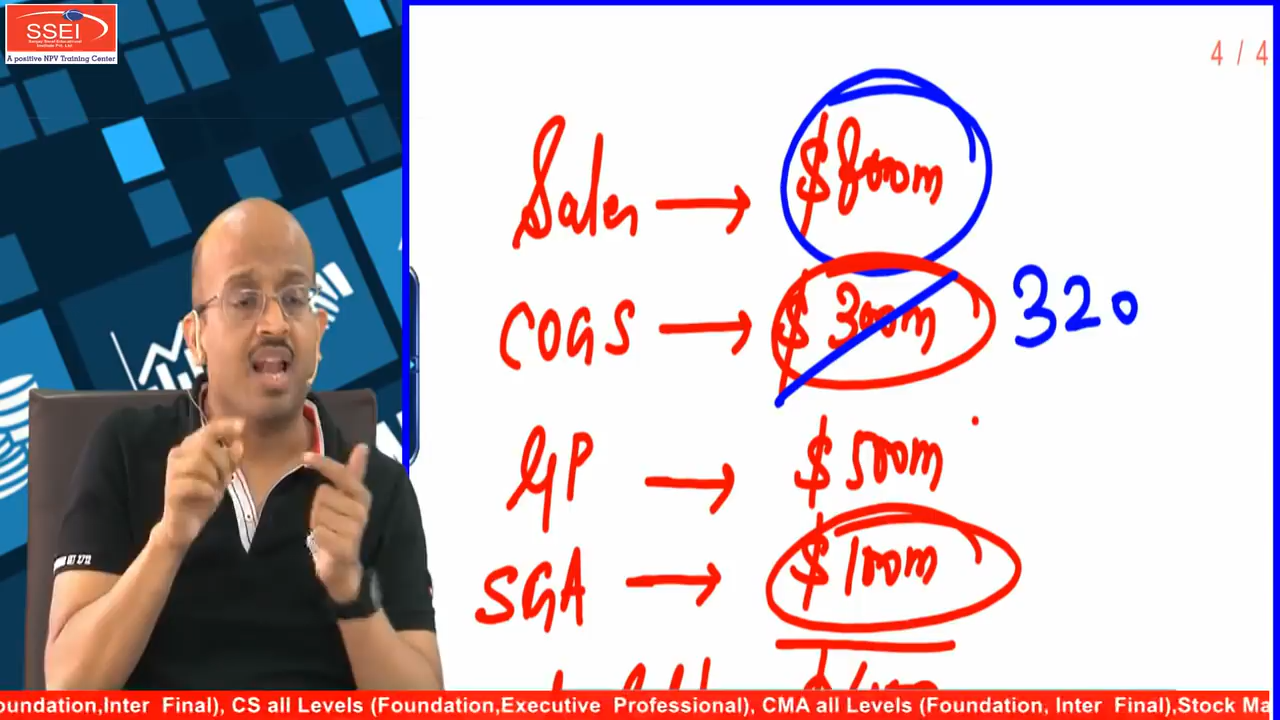 SSEI
A positive NPV Training Center
4 / 4
Sales → $ 800m
COGS → $ 300m 320
GP → $ 500m
SGA → $ 100m
oundation,Inter Final), CS all Levels (Foundation,Executive Professional), CMA all Levels (Foundation, Inter Final),Stock Ma